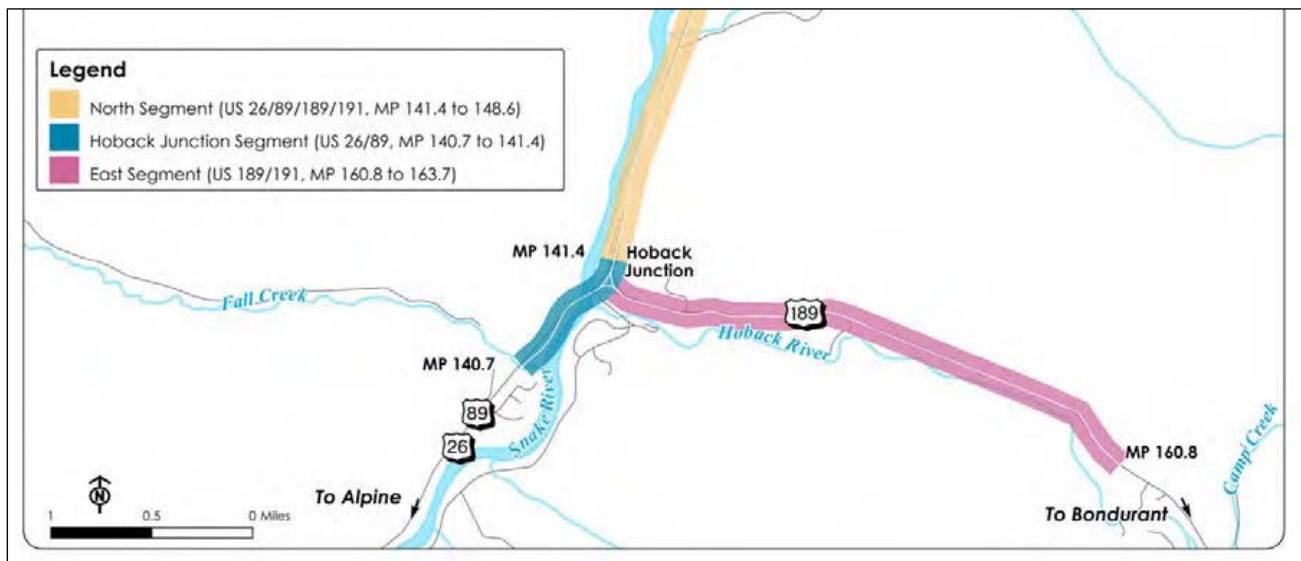 Legend
North Segment (US 26/89/189/191, MP 141.4 to 148.6)
Hoback Junction Segment (US 26/89, MP 140.7 to 141.4)
East Segment (US 189/191, MP 160.8 to 163.7)
MP 141.4
Hoback
Junction
Fall Creek
189
Hoback River
MP 140.7
89
Snake River
26
MP 160.8
Camp Creek
To Alpine
To Bondurant
N
1 0.5 0 Miles